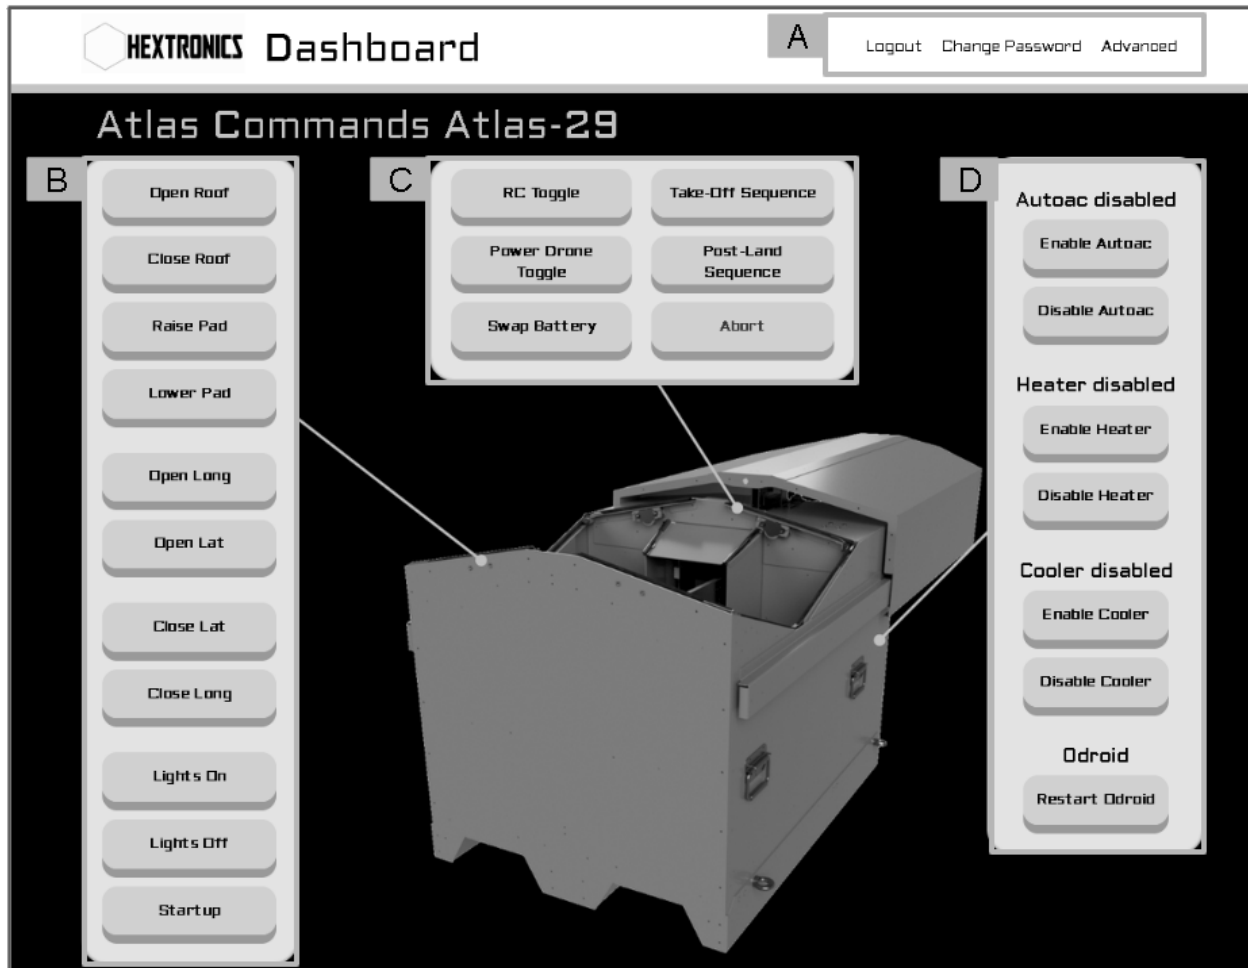 HEXTRONICS Dashboard
A
Logout Change Password Advanced
Atlas Commands Atlas-29
B
Open Roof
Close Roof
Raise Pad
Lower Pad
Open Long
Open Lat
Close Lat
Close Long
Lights On
Lights Off
Startup
C
RC Toggle
Take-Off Sequence
Power Drone
Toggle
Post-Land
Sequence
Swap Battery
Abort
D
Autoac disabled
Enable Autoac
Disable Autoac
Heater disabled
Enable Heater
Disable Heater
Cooler disabled
Enable Cooler
Disable Cooler
Odroid
Restart Odroid